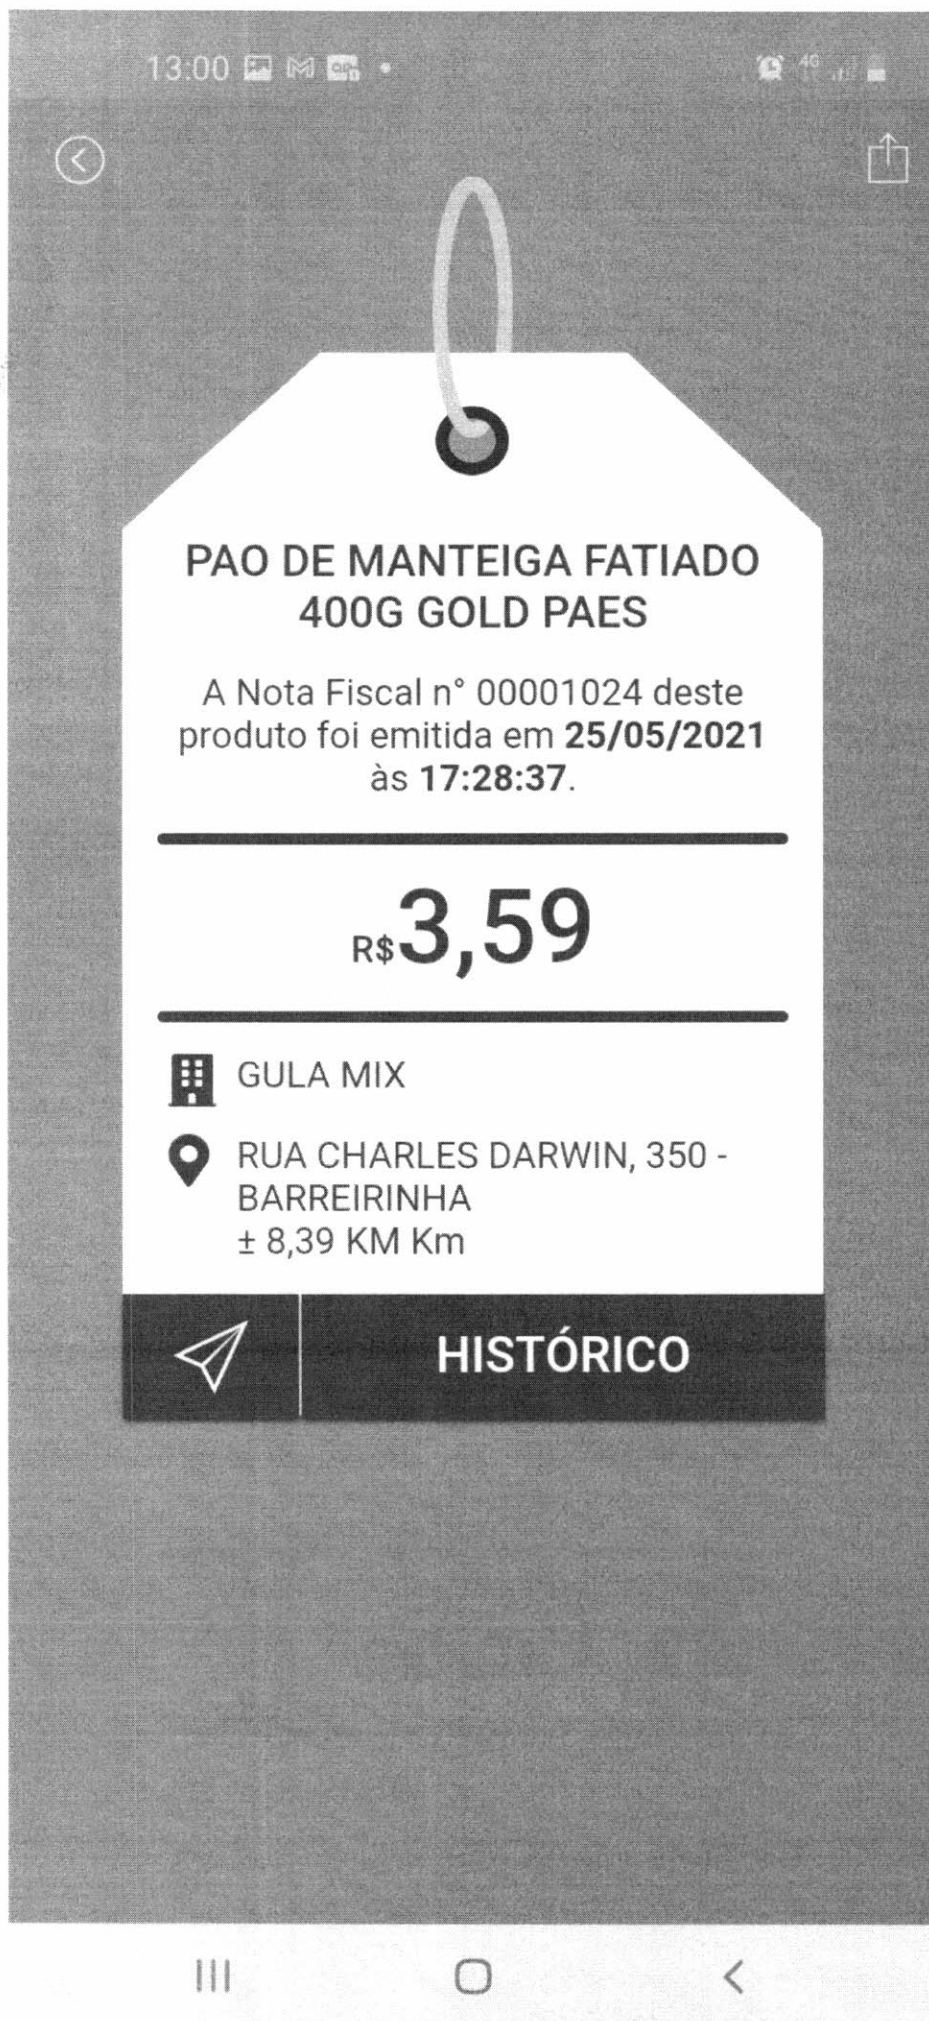 13:00
4G
PAO DE MANTEIGA FATIADO
400G GOLD PAES
A Nota Fiscal n° 00001024 deste
produto foi emitida em 25/05/2021
às 17:28:37.
R$3,59
GULA MIX
RUA CHARLES DARWIN, 350 -
BARREIRINHA
± 8,39 KM Km
HISTÓRICO